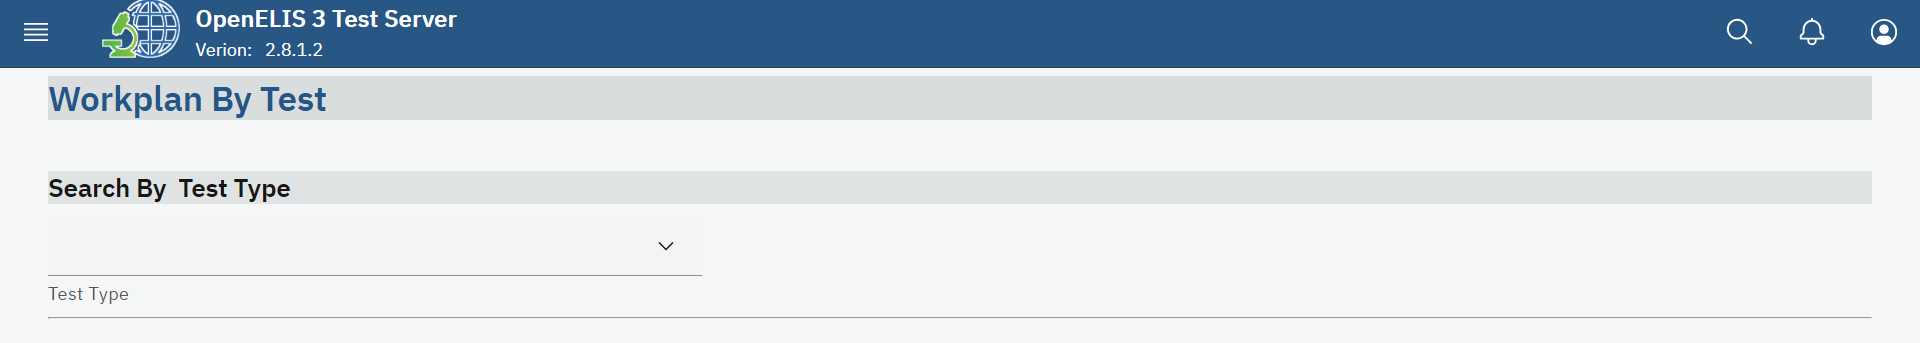 OpenELIS 3 Test Server
Verion: 2.8.1.2
Workplan By Test
Search By Test Type
Test Type